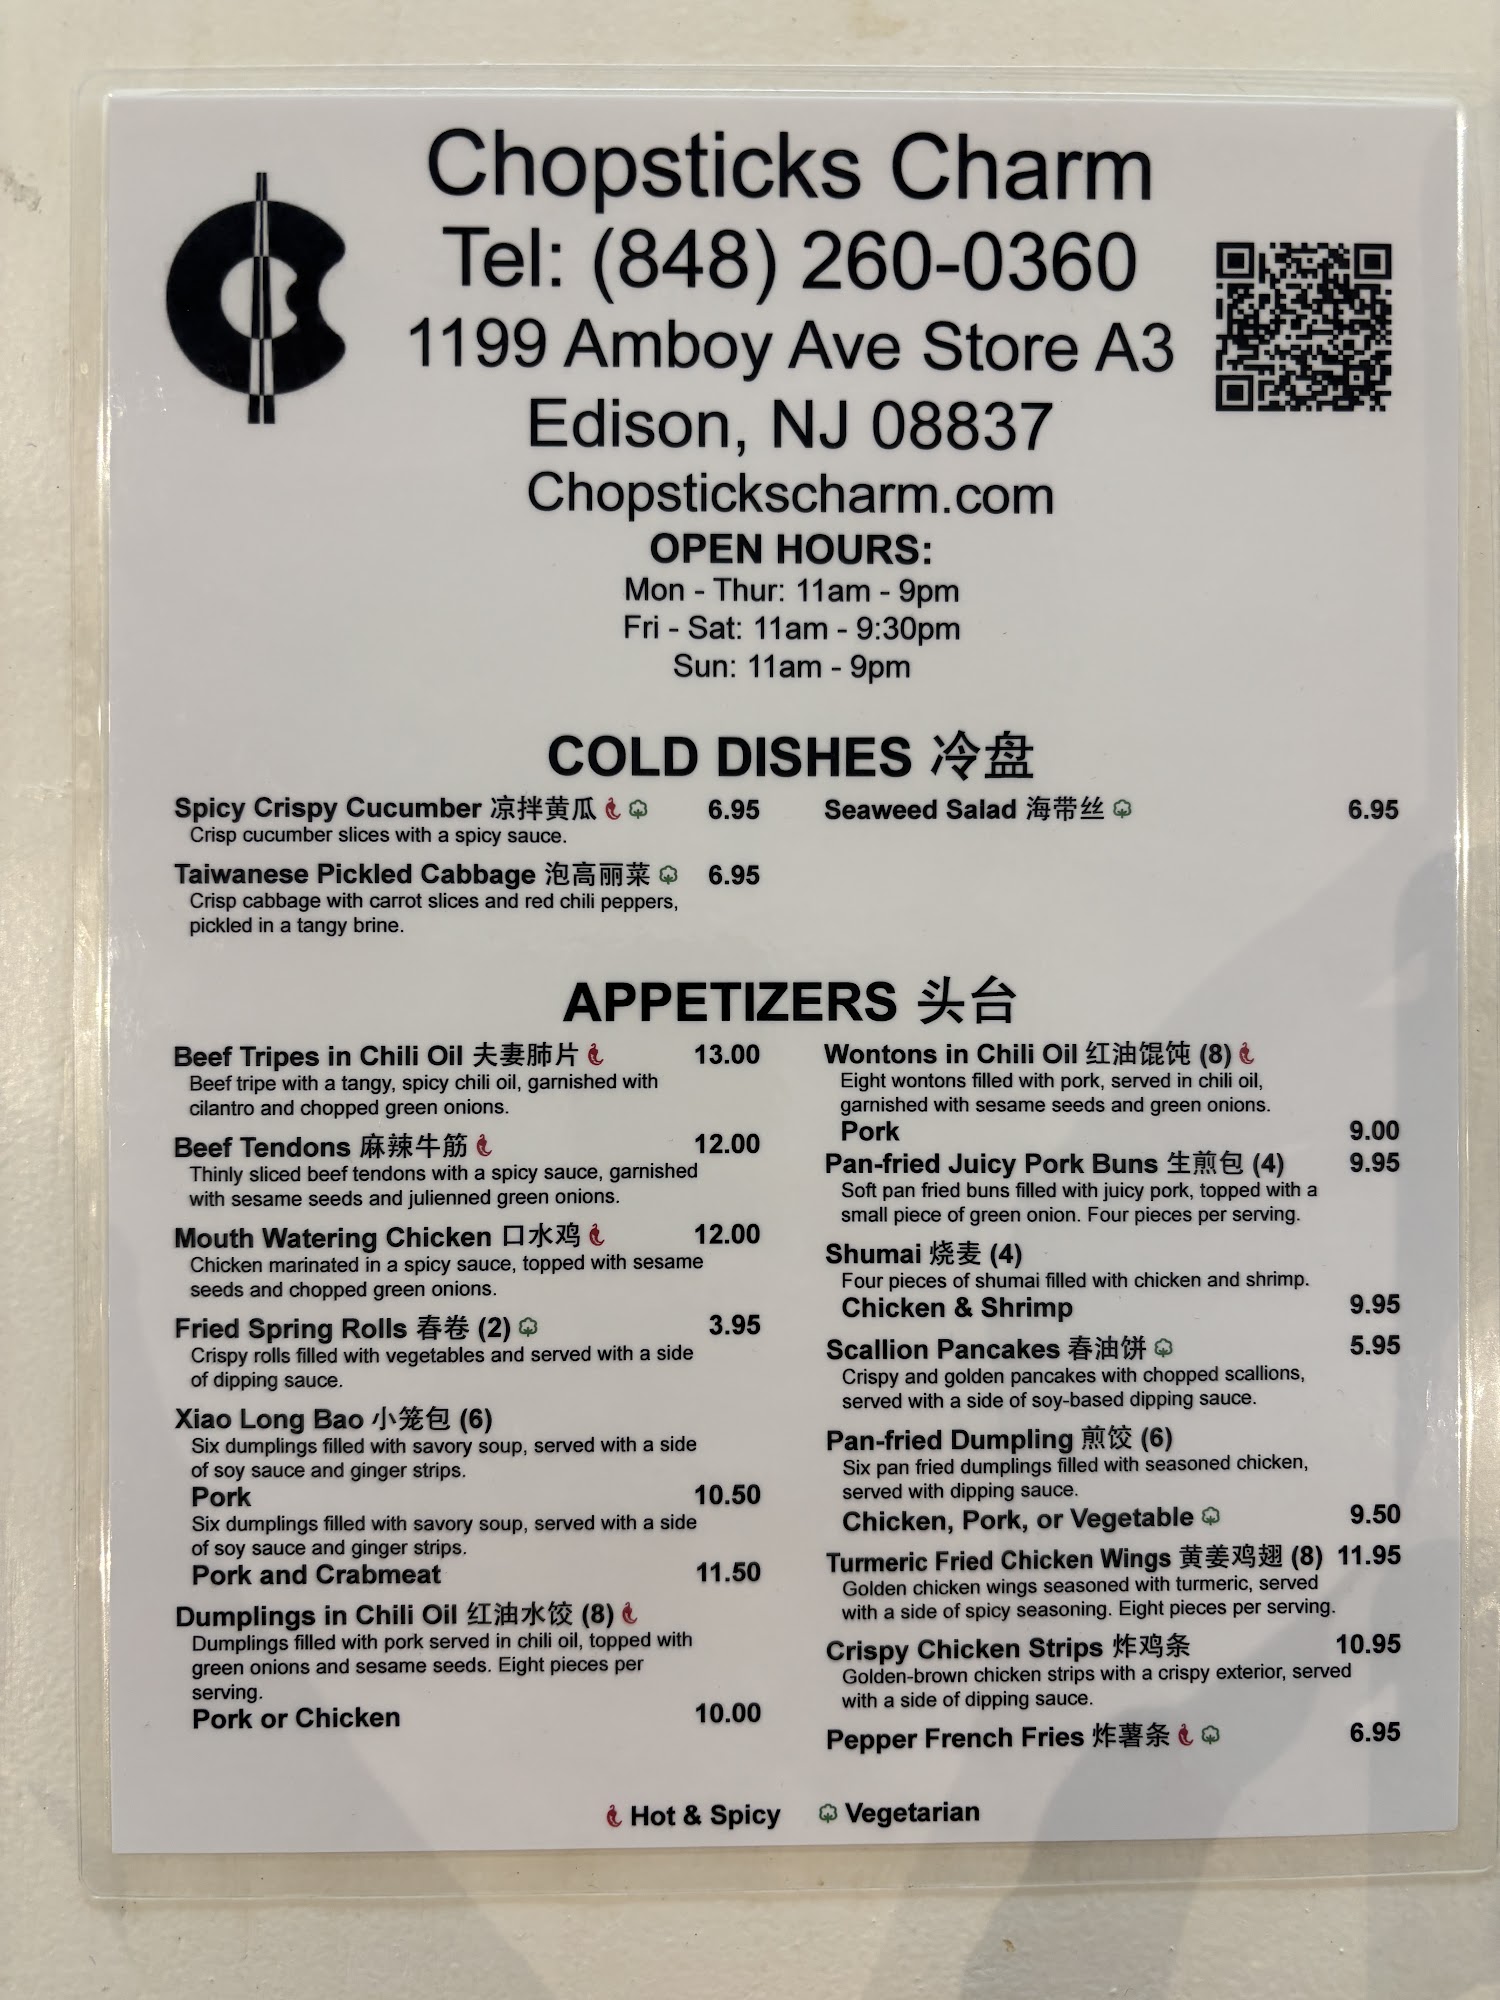 Chopsticks Charm
Tel: (848) 260-0360
1199 Amboy Ave Store A3
Edison, NJ 08837
Chopstickscharm.com
OPEN HOURS:
Mon - Thur: 11am - 9pm
Fri - Sat: 11am - 9:30pm
Sun: 11am - 9pm
COLD DISHES 冷盘
Spicy Crispy Cucumber 凉拌黄瓜 6.95
Crisp cucumber slices with a spicy sauce.
Taiwanese Pickled Cabbage 泡高丽菜 6.95
Crisp cabbage with carrot slices and red chili peppers,
pickled in a tangy brine.
Seaweed Salad 海带丝 6.95
APPETIZERS 头台
Beef Tripes in Chili Oil 夫妻肺片 13.00
Beef tripe with a tangy, spicy chili oil, garnished with
cilantro and chopped green onions.
Beef Tendons 麻辣牛筋 12.00
Thinly sliced beef tendons with a spicy sauce, garnished
with sesame seeds and julienned green onions.
Mouth Watering Chicken 口水鸡 12.00
Chicken marinated in a spicy sauce, topped with sesame
seeds and chopped green onions.
Fried Spring Rolls 春卷 (2) 3.95
Crispy rolls filled with vegetables and served with a side
of dipping sauce.
Xiao Long Bao 小笼包 (6)
Six dumplings filled with savory soup, served with a side
of soy sauce and ginger strips.
Pork 10.50
Six dumplings filled with savory soup, served with a side
of soy sauce and ginger strips.
Pork and Crabmeat 11.50
Dumplings in Chili Oil 红油水饺 (8)
Dumplings filled with pork served in chili oil, topped with
green onions and sesame seeds. Eight pieces per
serving.
Pork or Chicken 10.00
Wontons in Chili Oil 红油馄饨 (8)
Eight wontons filled with pork, served in chili oil,
garnished with sesame seeds and green onions.
Pork 9.00
Pan-fried Juicy Pork Buns 生煎包 (4) 9.95
Soft pan fried buns filled with juicy pork, topped with a
small piece of green onion. Four pieces per serving.
Shumai 烧麦 (4)
Four pieces of shumai filled with chicken and shrimp.
Chicken & Shrimp 9.95
Scallion Pancakes 春油饼 5.95
Crispy and golden pancakes with chopped scallions,
served with a side of soy-based dipping sauce.
Pan-fried Dumpling 煎饺 (6)
Six pan fried dumplings filled with seasoned chicken,
served with dipping sauce.
Chicken, Pork, or Vegetable 9.50
Turmeric Fried Chicken Wings 黄姜鸡翅 (8) 11.95
Golden chicken wings seasoned with turmeric, served
with a side of spicy seasoning. Eight pieces per serving.
Crispy Chicken Strips 炸鸡条 10.95
Golden-brown chicken strips with a crispy exterior, served
with a side of dipping sauce.
Pepper French Fries 炸薯条 6.95
Hot & Spicy Vegetarian